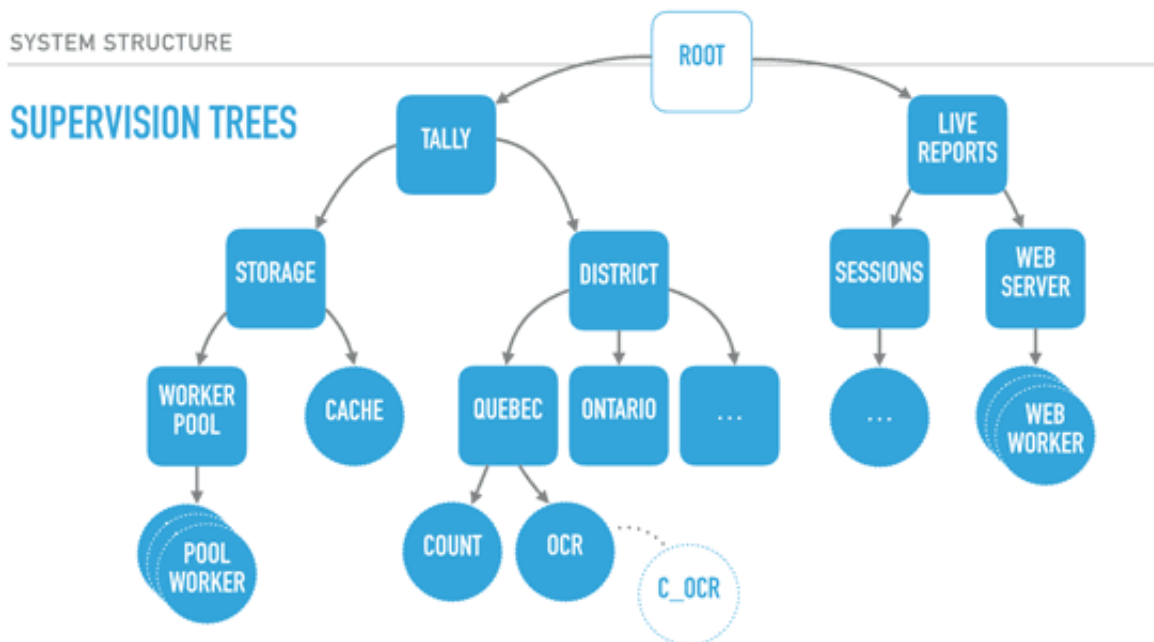 SYSTEM STRUCTURE
ROOT
SUPERVISION TREES
TALLY
LIVE
REPORTS
STORAGE
DISTRICT
SESSIONS
WEB
SERVER
WORKER
POOL
CACHE
QUEBEC
ONTARIO
...
...
WEB
WORKER
POOL
WORKER
COUNT
OCR
C_OCR